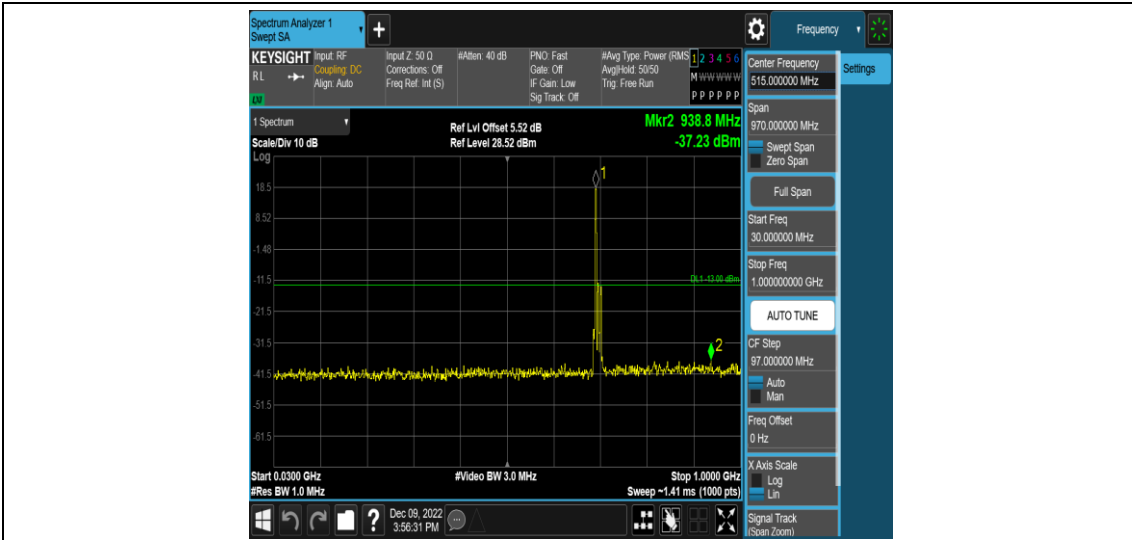 Spectrum Analyzer 1
Swept SA
Frequency
KEYSIGHT
RL
LXI
Input: RF
Coupling: DC
Align: Auto
Input Z: 50 Ω
Corrections: Off
Freq Ref: Int (S)
#Atten: 40 dB
PNO: Fast
Gate: Off
IF Gain: Low
Sig Track: Off
#Avg Type: Power (RMS
Avg|Hold: 50/50
Trig: Free Run
1 2 3 4 5 6
M W W W W W
P P P P P P
1 Spectrum
Scale/Div 10 dB
Ref Lvl Offset 5.52 dB
Ref Level 28.52 dBm
Mkr2 938.8 MHz
-37.23 dBm
Log
18.5
8.52
-1.48
-11.5
-21.5
-31.5
-41.5
-51.5
-61.5
1
DL1 -13.00 dBm
2
Start 0.0300 GHz
#Res BW 1.0 MHz
#Video BW 3.0 MHz
Stop 1.0000 GHz
Sweep ~1.41 ms (1000 pts)
Dec 09, 2022
3:56:31 PM
Center Frequency
515.000000 MHz
Settings
Span
970.000000 MHz
Swept Span
Zero Span
Full Span
Start Freq
30.000000 MHz
Stop Freq
1.000000000 GHz
AUTO TUNE
CF Step
97.000000 MHz
Auto
Man
Freq Offset
0 Hz
X Axis Scale
Log
Lin
Signal Track
(Span Zoom)